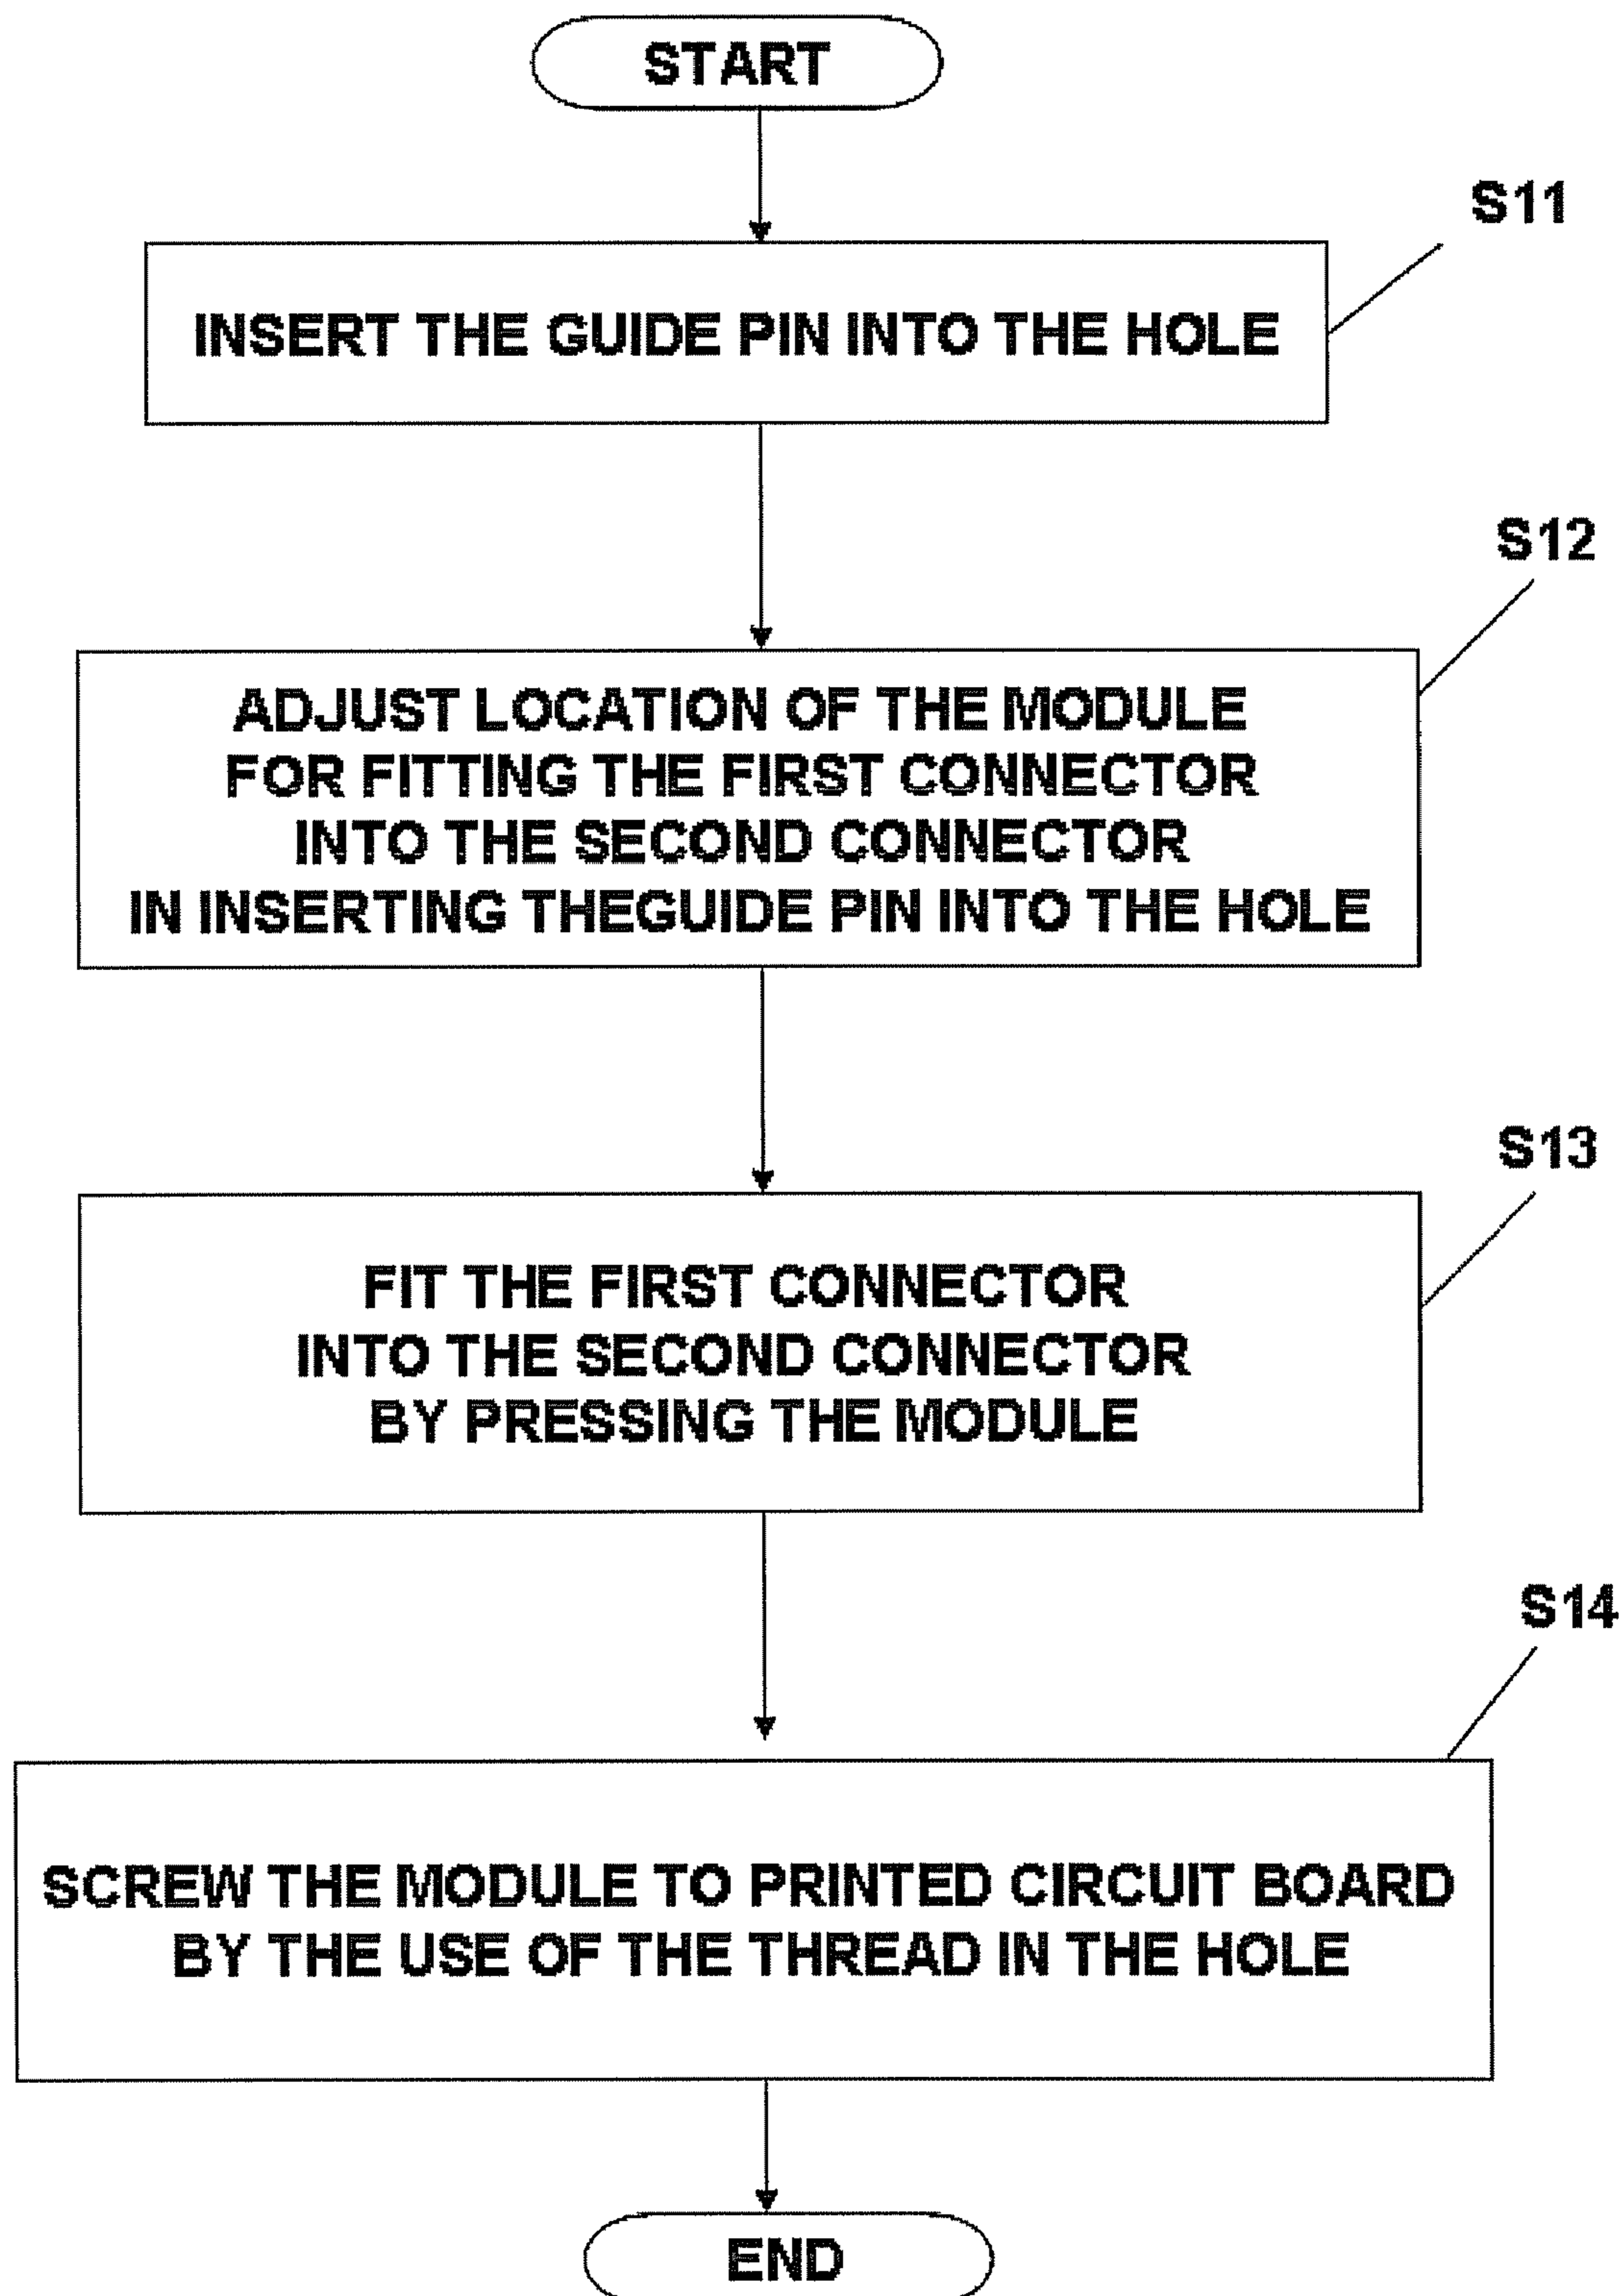 START
S11
INSERT THE GUIDE PIN INTO THE HOLE
S12
ADJUST LOCATION OF THE MODULE
FOR FITTING THE FIRST CONNECTOR
INTO THE SECOND CONNECTOR
IN INSERTING THEGUIDE PIN INTO THE HOLE
S13
FIT THE FIRST CONNECTOR
INTO THE SECOND CONNECTOR
BY PRESSING THE MODULE
S14
SCREW THE MODULE TO PRINTED CIRCUIT BOARD
BY THE USE OF THE THREAD IN THE HOLE
END